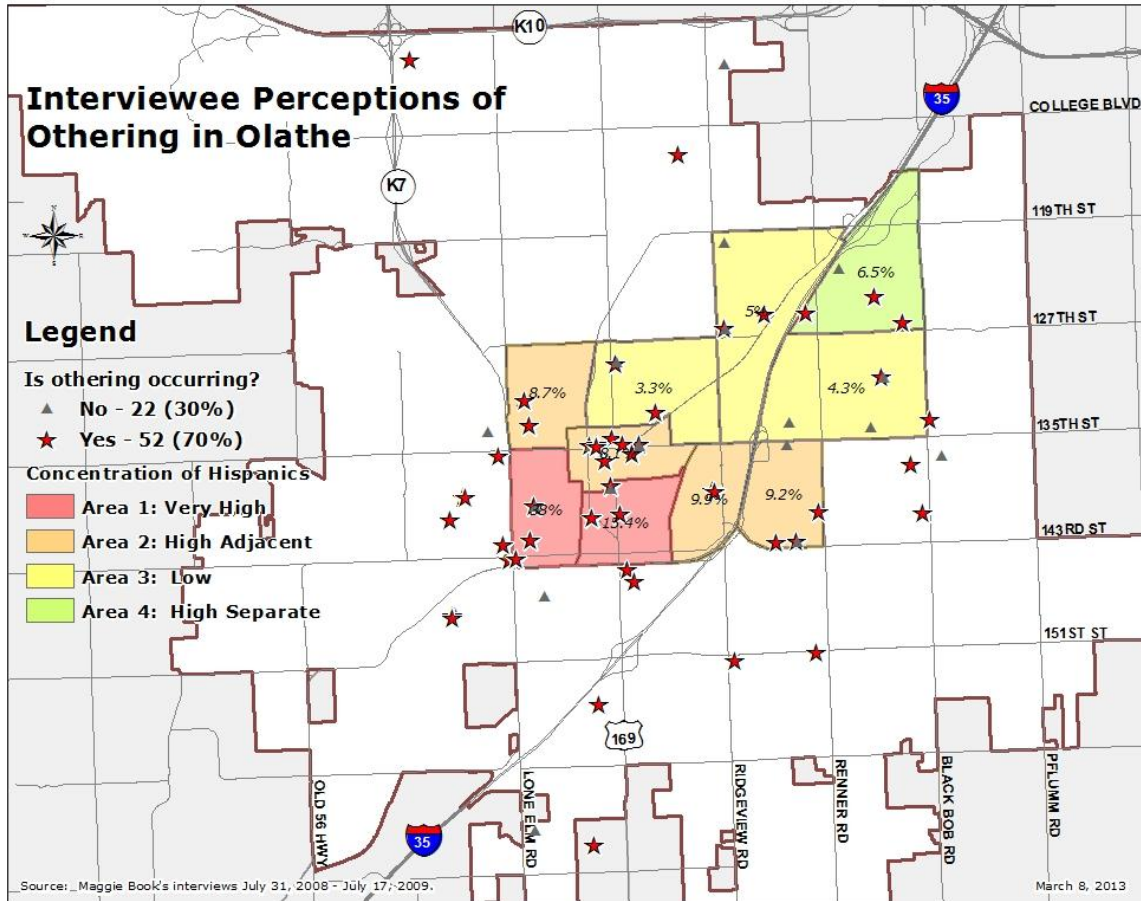 K10
Interviewee Perceptions of
Othering in Olathe
35
COLLEGE BLVD
K7
119TH ST
6.5%
Legend
5%
127TH ST
Is othering occurring?
No - 22 (30%)
Yes - 52 (70%)
8.7%
3.3%
4.3%
135TH ST
Concentration of Hispanics
Area 1: Very High
Area 2: High Adjacent
Area 3: Low
Area 4: High Separate
9.9%
9.2%
13.4%
143RD ST
151ST ST
169
OLD 56 HWY
LONE ELM RD
RIDGEVIEW RD
RENNER RD
BLACK BOB RD
PFLUMM RD
35
Source: Maggie Book's interviews July 31, 2008 - July 17, 2009.
March 8, 2013